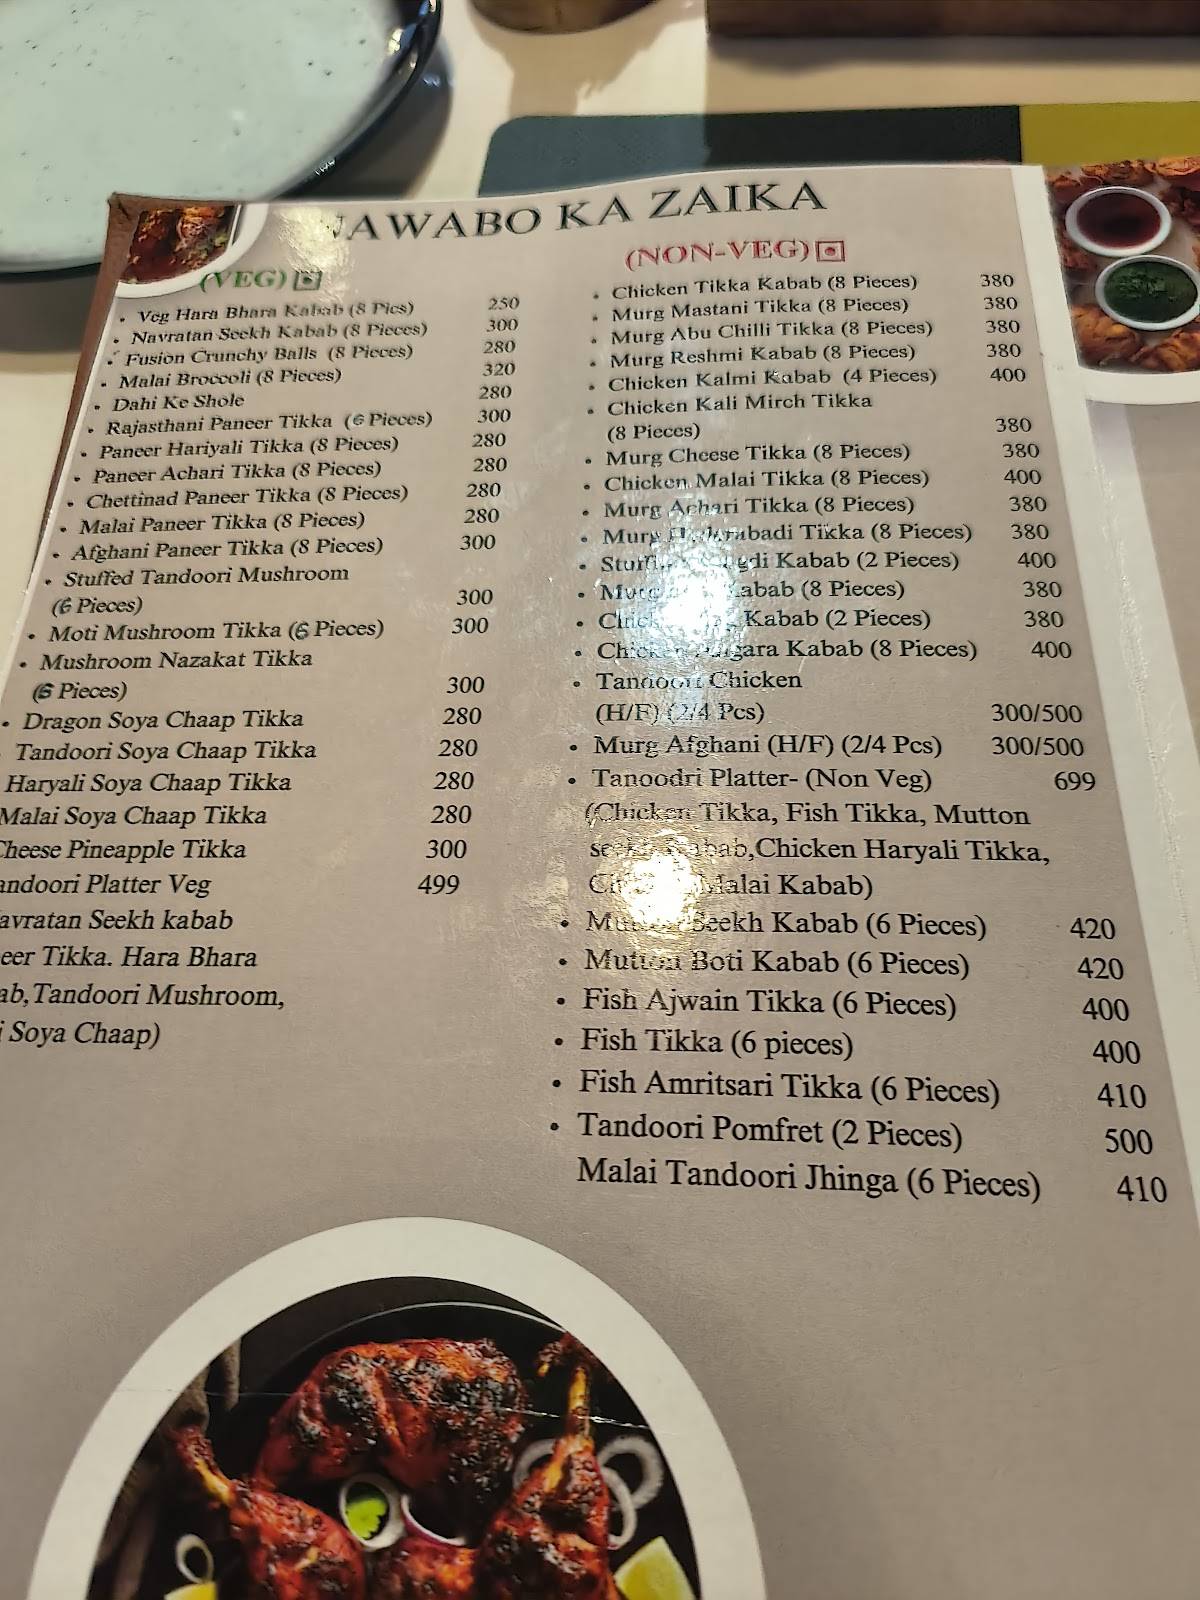 AWABO KA ZAIKA
(VEG)
Veg Hara Bhara Kabab (8 Pics) 250
Navratan Seekh Kabab (8 Pieces) 300
Fusion Crunchy Balls (8 Pieces) 280
Malai Broccoli (8 Pieces) 320
Dahi Ke Shole 280
Rajasthani Paneer Tikka (6 Pieces) 300
Paneer Hariyali Tikka (8 Pieces) 280
Paneer Achari Tikka (8 Pieces) 280
Chettinad Paneer Tikka (8 Pieces) 280
Malai Paneer Tikka (8 Pieces) 280
Afghani Paneer Tikka (8 Pieces) 300
Stuffed Tandoori Mushroom
(6 Pieces) 300
Moti Mushroom Tikka (6 Pieces) 300
Mushroom Nazakat Tikka
(6 Pieces) 300
Dragon Soya Chaap Tikka 280
Tandoori Soya Chaap Tikka 280
Haryali Soya Chaap Tikka 280
Malai Soya Chaap Tikka 280
Cheese Pineapple Tikka 300
andoori Platter Veg 499
avratan Seekh kabab
eer Tikka. Hara Bhara
ab,Tandoori Mushroom,
i Soya Chaap)
(NON-VEG)
Chicken Tikka Kabab (8 Pieces) 380
Murg Mastani Tikka (8 Pieces) 380
Murg Abu Chilli Tikka (8 Pieces) 380
Murg Reshmi Kabab (8 Pieces) 380
Chicken Kalmi Kabab (4 Pieces) 400
Chicken Kali Mirch Tikka
(8 Pieces) 380
Murg Cheese Tikka (8 Pieces) 380
Chicken Malai Tikka (8 Pieces) 400
Murg Achari Tikka (8 Pieces) 380
Murg Tikka (8 Pieces) 380
Kabab (2 Pieces) 400
Murg Kabab (8 Pieces) 380
Kabab (2 Pieces) 380
Chicken Kabab (8 Pieces) 400
Tandoori Chicken
(H/F) (2/4 Pcs) 300/500
Murg Afghani (H/F) (2/4 Pcs) 300/500
Tanoodri Platter- (Non Veg) 699
(Chicken Tikka, Fish Tikka, Mutton
Chicken Haryali Tikka,
Malai Kabab)
Seekh Kabab (6 Pieces) 420
Mutton Boti Kabab (6 Pieces) 420
Fish Ajwain Tikka (6 Pieces) 400
Fish Tikka (6 pieces) 400
Fish Amritsari Tikka (6 Pieces) 410
Tandoori Pomfret (2 Pieces) 500
Malai Tandoori Jhinga (6 Pieces) 410